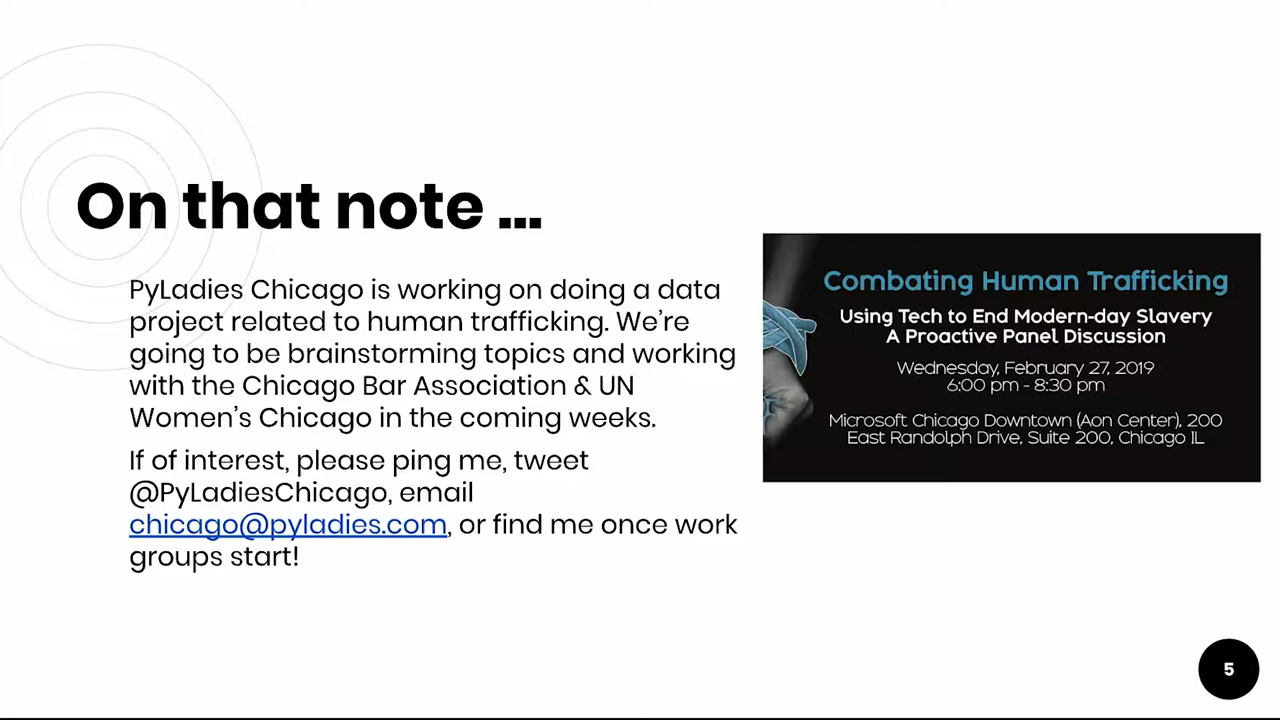 On that note ...
PyLadies Chicago is working on doing a data
project related to human trafficking. We’re
going to be brainstorming topics and working
with the Chicago Bar Association & UN
Women’s Chicago in the coming weeks.
If of interest, please ping me, tweet
@PyLadiesChicago, email
chicago@pyladies.com, or find me once work
groups start!
Combating Human Trafficking
Using Tech to End Modern-day Slavery
A Proactive Panel Discussion
Wednesday, February 27, 2019
6:00 pm - 8:30 pm
Microsoft Chicago Downtown (Aon Center), 200
East Randolph Drive, Suite 200, Chicago IL
5